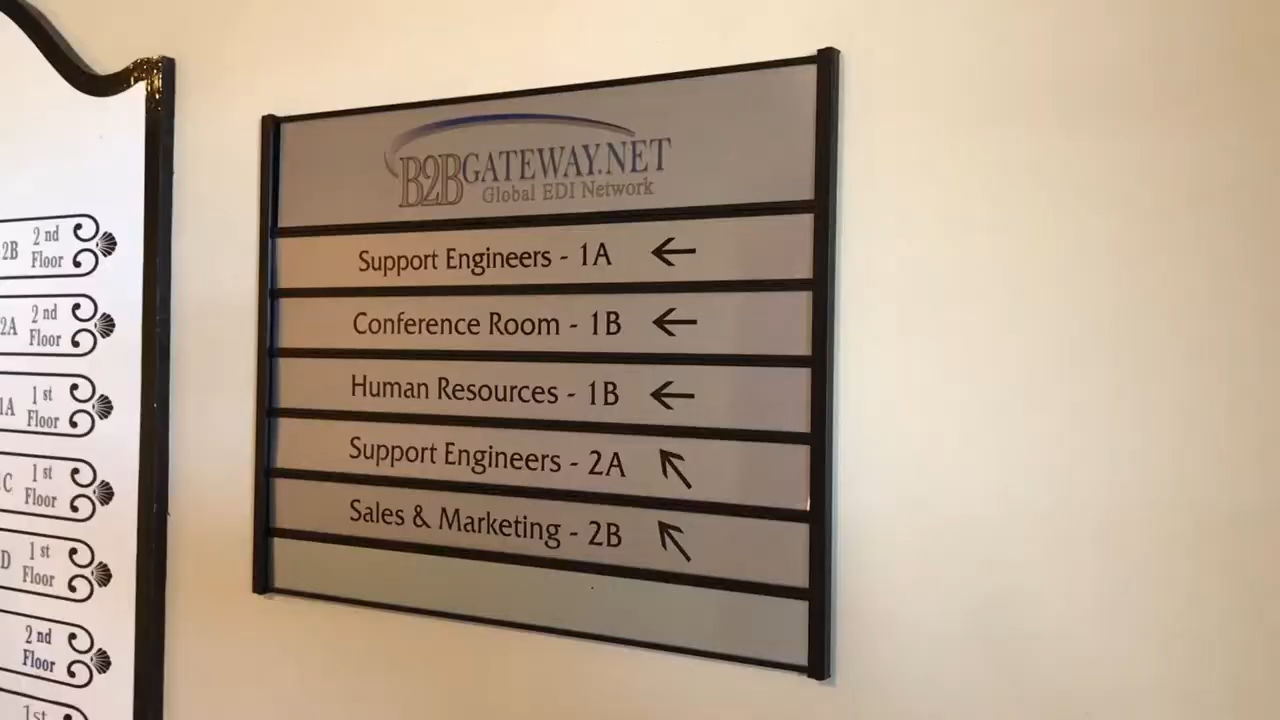 2B 2nd Floor
2A 2nd Floor
1A 1st Floor
C 1st Floor
D 1st Floor
2nd Floor
1st
B2BGATEWAY.NET
Global EDI Network
Support Engineers - 1A ←
Conference Room - 1B ←
Human Resources - 1B ←
Support Engineers - 2A ↖
Sales & Marketing - 2B ↖